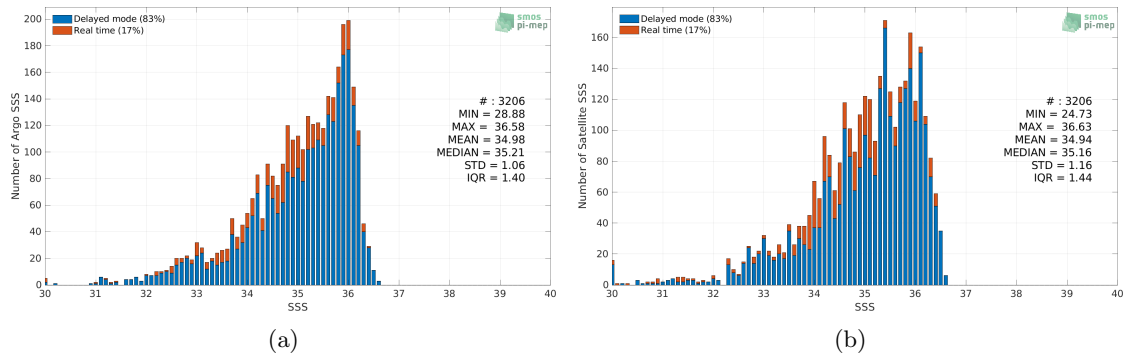 Delayed mode (83%)
Real time (17%)
smos
pi-mep
Number of Argo SSS
200
180
160
140
120
100
80
60
40
20
0
# : 3206
MIN = 28.88
MAX = 36.58
MEAN = 34.98
MEDIAN = 35.21
STD = 1.06
IQR = 1.40
30 31 32 33 34 35 36 37 38 39 40
SSS
(a)
Delayed mode (83%)
Real time (17%)
smos
pi-mep
Number of Satellite SSS
160
140
120
100
80
60
40
20
0
# : 3206
MIN = 24.73
MAX = 36.63
MEAN = 34.94
MEDIAN = 35.16
STD = 1.16
IQR = 1.44
30 31 32 33 34 35 36 37 38 39 40
SSS
(b)